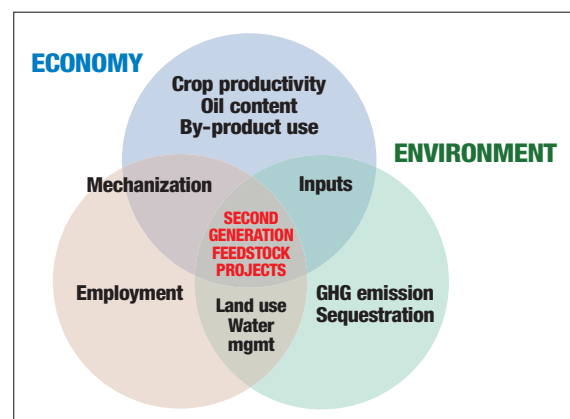 ECONOMY
Crop productivity
Oil content
By-product use
ENVIRONMENT
Mechanization
Inputs
SECOND
GENERATION
FEEDSTOCK
PROJECTS
Employment
Land use
Water
mgmt
GHG emission
Sequestration